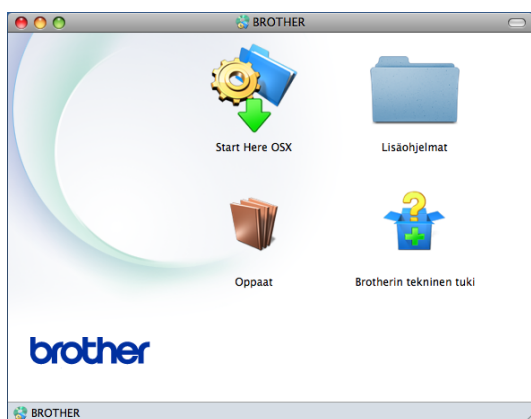 BROTHER
Start Here OSX
Lisäohjelmat
Oppaat
Brotherin tekninen tuki
brother
BROTHER